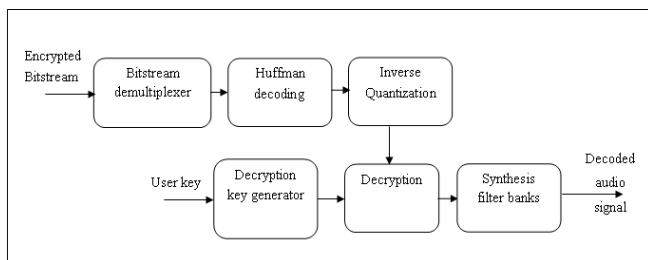 Encrypted
Bitstream
Bitstream
demultiplexer
Huffman
decoding
Inverse
Quantization
User key
Decryption
key generator
Decryption
Synthesis
filter banks
Decoded
audio
signal